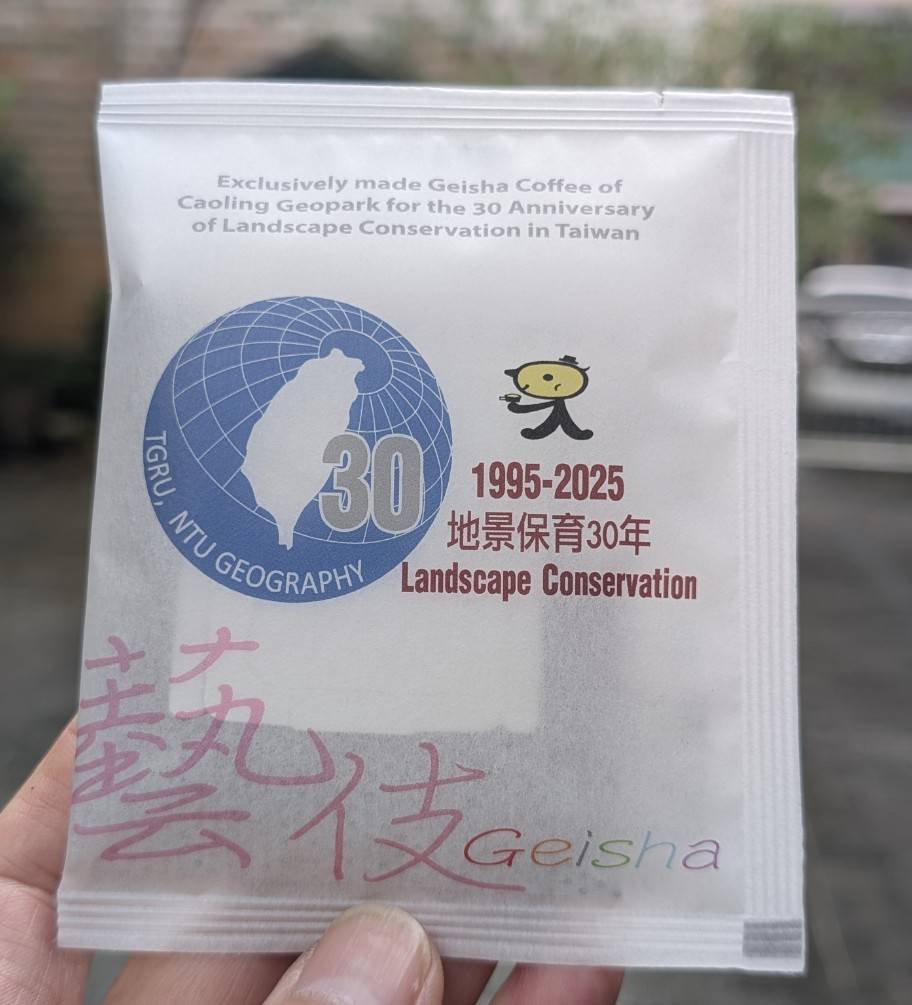 Exclusively made Geisha Coffee of
Caoling Geopark for the 30 Anniversary
of Landscape Conservation in Taiwan
30
TGRU, NTU GEOGRAPHY
1995-2025
地景保育30年
Landscape Conservation
藝伎Geisha